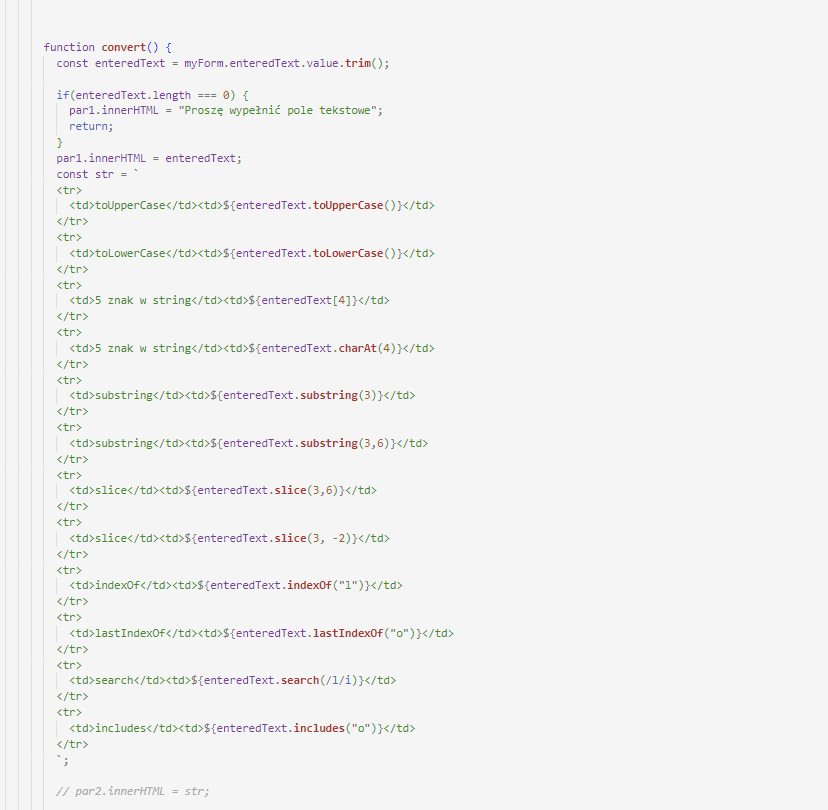 function convert() {
const enteredText = myForm.enteredText.value.trim();
if(enteredText.length === 0) {
par1.innerHTML = "Proszę wypełnić pole tekstowe";
return;
}
par1.innerHTML = enteredText;
const str = `
<tr>
<td>toUpperCase</td><td>${enteredText.toUpperCase()}</td>
</tr>
<tr>
<td>toLowerCase</td><td>${enteredText.toLowerCase()}</td>
</tr>
<tr>
<td>5 znak w string</td><td>${enteredText[4]}</td>
</tr>
<tr>
<td>5 znak w string</td><td>${enteredText.charAt(4)}</td>
</tr>
<tr>
<td>substring</td><td>${enteredText.substring(3)}</td>
</tr>
<tr>
<td>substring</td><td>${enteredText.substring(3,6)}</td>
</tr>
<tr>
<td>slice</td><td>${enteredText.slice(3,6)}</td>
</tr>
<tr>
<td>slice</td><td>${enteredText.slice(3, -2)}</td>
</tr>
<tr>
<td>indexOf</td><td>${enteredText.indexOf("l")}</td>
</tr>
<tr>
<td>lastIndexOf</td><td>${enteredText.lastIndexOf("o")}</td>
</tr>
<tr>
<td>search</td><td>${enteredText.search(/l/i)}</td>
</tr>
<tr>
<td>includes</td><td>${enteredText.includes("o")}</td>
</tr>
`;
// par2.innerHTML = str;